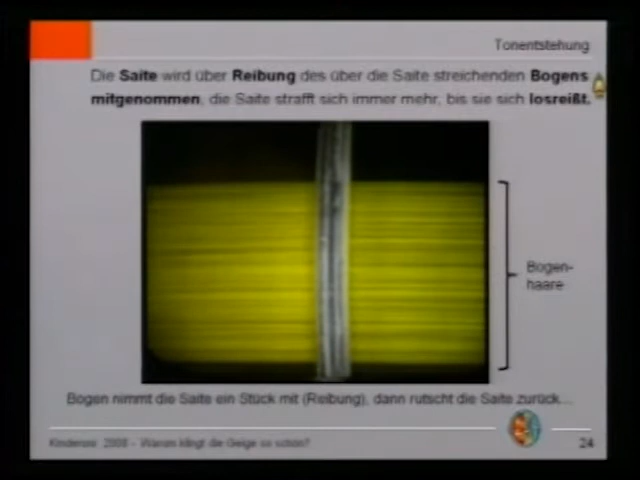 Tonentstehung
Die Saite wird über Reibung des über die Saite streichenden Bogens
mitgenommen, die Saite strafft sich immer mehr, bis sie sich losreißt.
Bogen-
haare
Bogen nimmt die Saite ein Stück mit (Reibung), dann rutscht die Saite zurück...
Kinderuni 2008 - Warum klingt die Geige so schön?
24